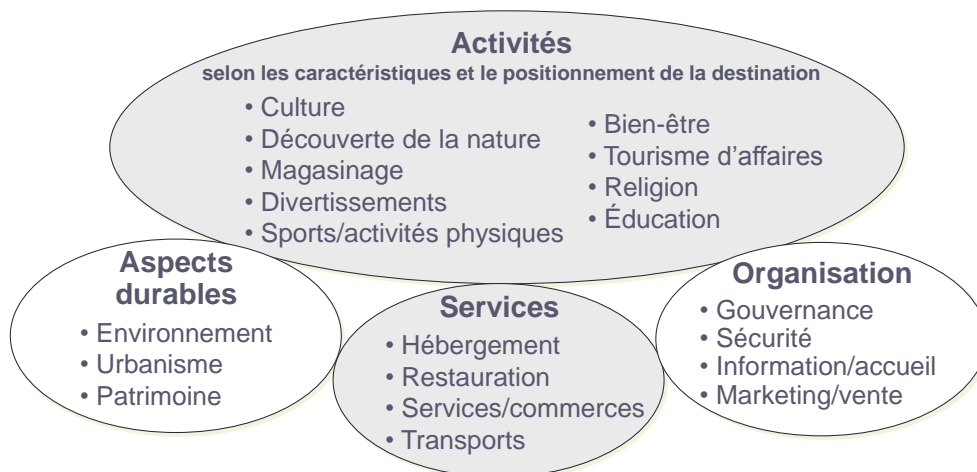 Activités
selon les caractéristiques et le positionnement de la destination
• Culture
• Découverte de la nature
• Magasinage
• Divertissements
• Sports/activités physiques
• Bien-être
• Tourisme d’affaires
• Religion
• Éducation
Aspects
durables
• Environnement
• Urbanisme
• Patrimoine
Services
• Hébergement
• Restauration
• Services/commerces
• Transports
Organisation
• Gouvernance
• Sécurité
• Information/accueil
• Marketing/vente